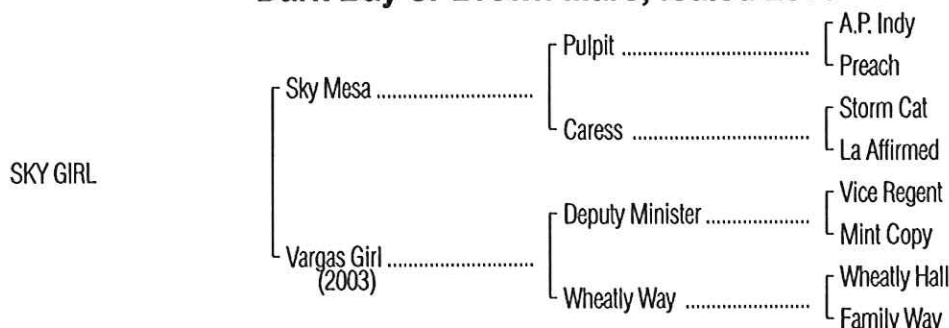 A.P. Indy
Pulpit ........................
Preach
Sky Mesa ....................
Storm Cat
Caress ........................
La Affirmed
SKY GIRL
Vice Regent
Deputy Minister ..............
Mint Copy
Vargas Girl ...................
(2003)
Wheatly Hall
Wheatly Way .................
Family Way